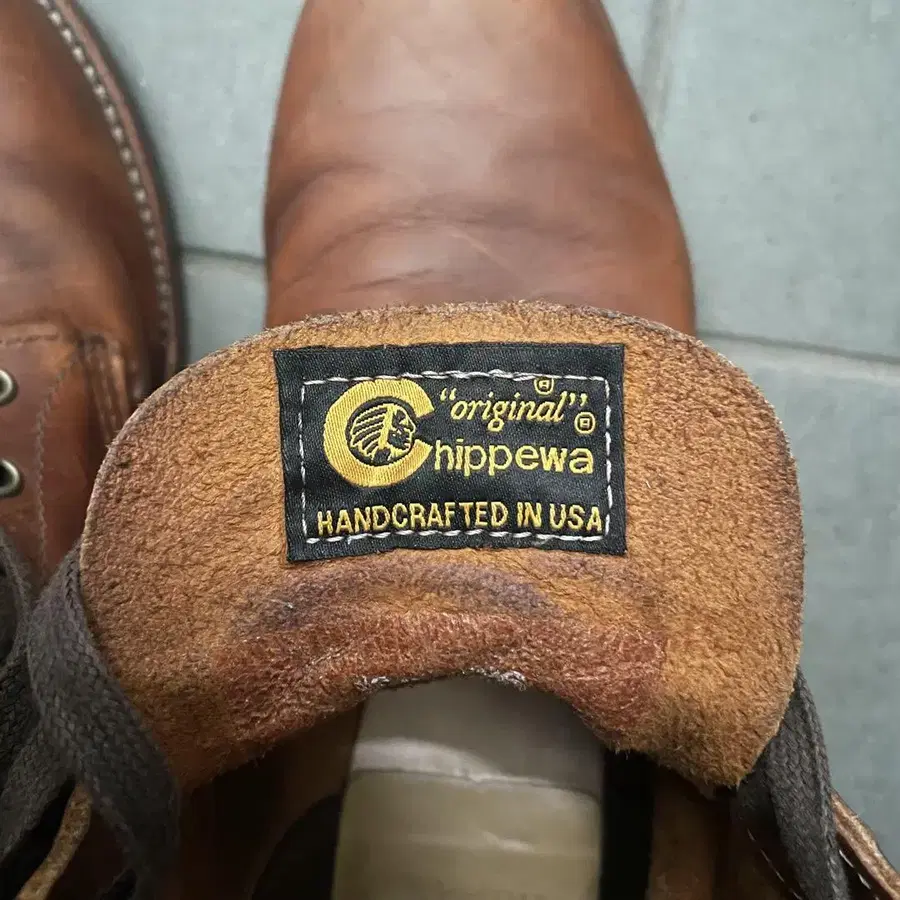 "original" ®
Chippewa ®
HANDCRAFTED IN USA